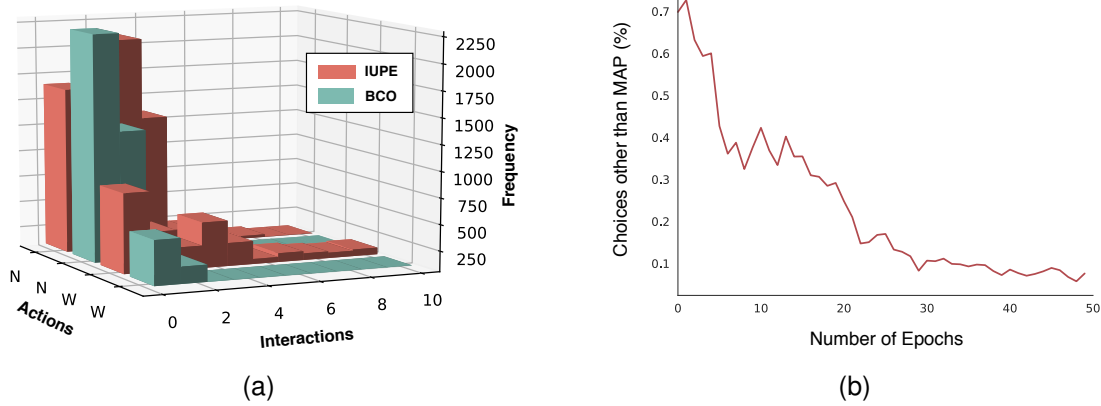 IUPE
BCO
2250
2000
1750
1500
1250
1000
750
500
250
Frequency
N
N
W
W
Actions
0
2
4
6
8
10
Interactions
(a)
0.7
0.6
0.5
0.4
0.3
0.2
0.1
Choices other than MAP (%)
0
10
20
30
40
50
Number of Epochs
(b)